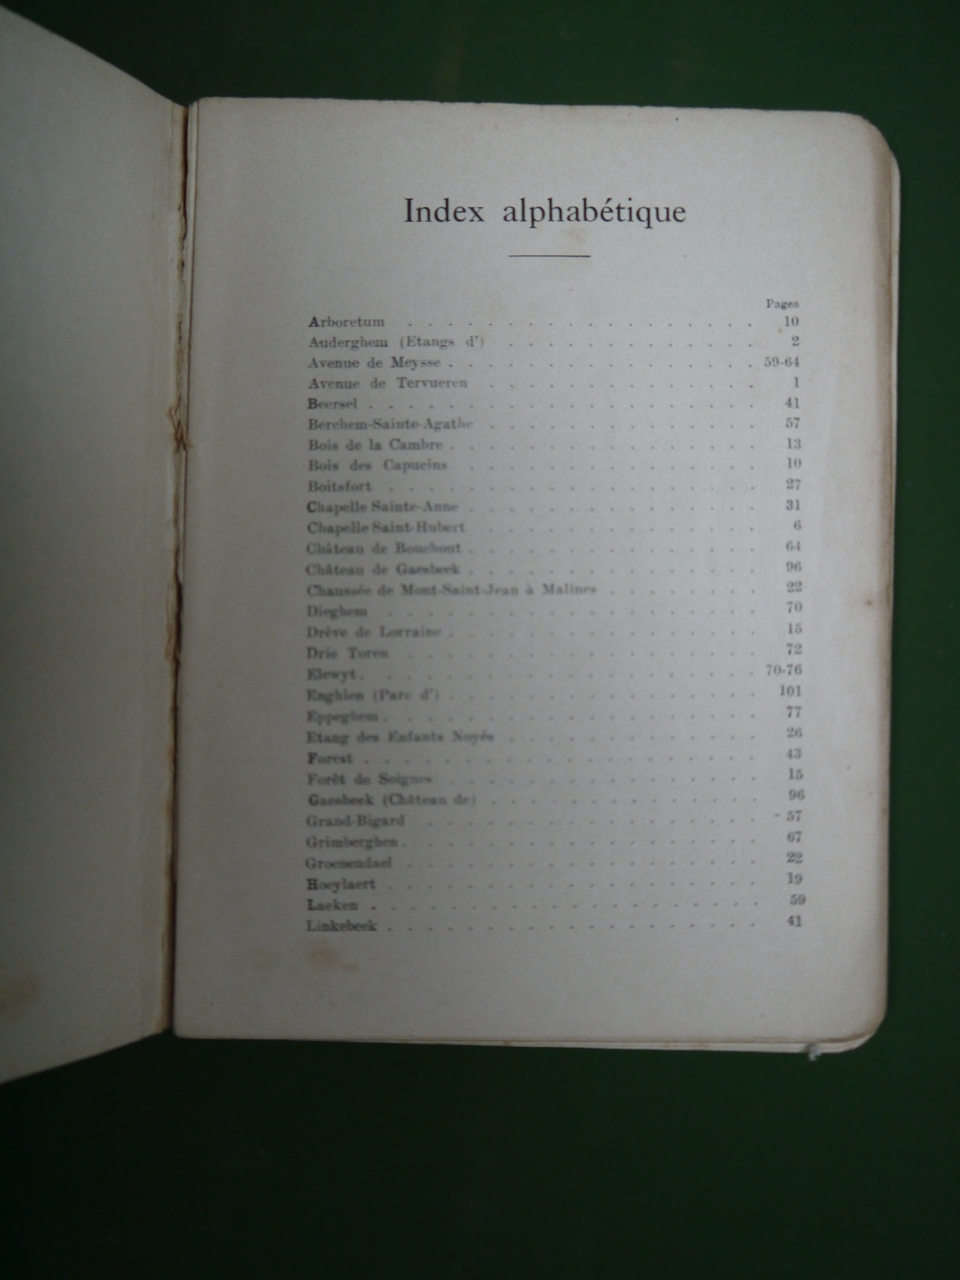 Index alphabétique
Pages
Arboretum . . . . . . . . . . . . . . . . . . 10
Auderghem (Etangs d') . . . . . . . . . . . . . 2
Avenue de Meysse . . . . . . . . . . . . . . . . 59-64
Avenue de Tervueren . . . . . . . . . . . . . . 1
Beersel . . . . . . . . . . . . . . . . . . . . 41
Berchem-Sainte-Agathe . . . . . . . . . . . . . . 57
Bois de la Cambre . . . . . . . . . . . . . . . . 13
Bois des Capucins . . . . . . . . . . . . . . . 10
Boitsfort . . . . . . . . . . . . . . . . . . . 27
Chapelle Sainte-Anne . . . . . . . . . . . . . . . 31
Chapelle Saint-Hubert . . . . . . . . . . . . . . 6
Château de Bouchout . . . . . . . . . . . . . . . 64
Château de Gaesbeek . . . . . . . . . . . . . . . 96
Chaussée de Mont-Saint-Jean à Malines . . . . . . . . 22
Dieghem . . . . . . . . . . . . . . . . . . . 70
Drève de Lorraine . . . . . . . . . . . . . . . . 15
Drie Toren . . . . . . . . . . . . . . . . . . 72
Elewyt . . . . . . . . . . . . . . . . . . . . 70-76
Enghien (Parc d') . . . . . . . . . . . . . . . . 101
Eppeghem . . . . . . . . . . . . . . . . . . . 77
Etang des Enfants Noyés . . . . . . . . . . . . . 26
Forest . . . . . . . . . . . . . . . . . . . . 43
Forêt de Soignes . . . . . . . . . . . . . . . . 15
Gaesbeek (Château de) . . . . . . . . . . . . . . 96
Grand-Bigard . . . . . . . . . . . . . . . . . 57
Grimberghen . . . . . . . . . . . . . . . . . . 67
Groenendael . . . . . . . . . . . . . . . . . . 22
Hoeylaert . . . . . . . . . . . . . . . . . . . 19
Laeken . . . . . . . . . . . . . . . . . . . . 59
Linkebeek . . . . . . . . . . . . . . . . . . . 41